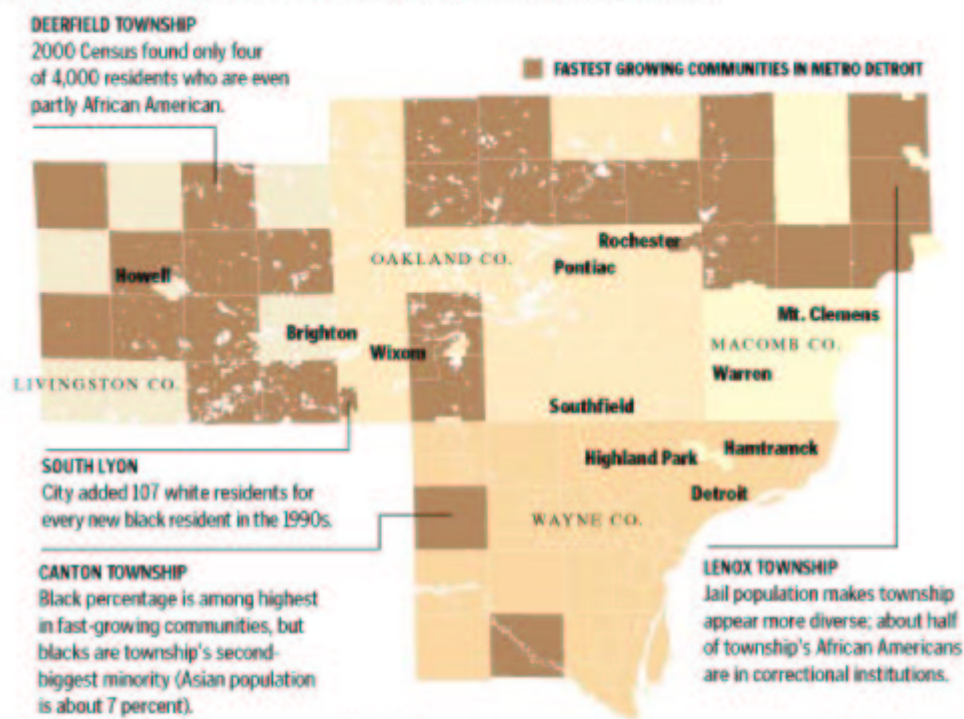 DEERFIELD TOWNSHIP
2000 Census found only four
of 4,000 residents who are even
partly African American.
FASTEST GROWING COMMUNITIES IN METRO DETROIT
OAKLAND CO.
Rochester
Pontiac
Howell
Mt. Clemens
Brighton
Wixom
MACOMB CO.
Warren
LIVINGSTON CO.
Southfield
Highland Park
Hamtramck
Detroit
WAYNE CO.
SOUTH LYON
City added 107 white residents for
every new black resident in the 1990s.
CANTON TOWNSHIP
Black percentage is among highest
in fast-growing communities, but
blacks are township's second-
biggest minority (Asian population
is about 7 percent).
LENOX TOWNSHIP
Jail population makes township
appear more diverse; about half
of township's African Americans
are in correctional institutions.